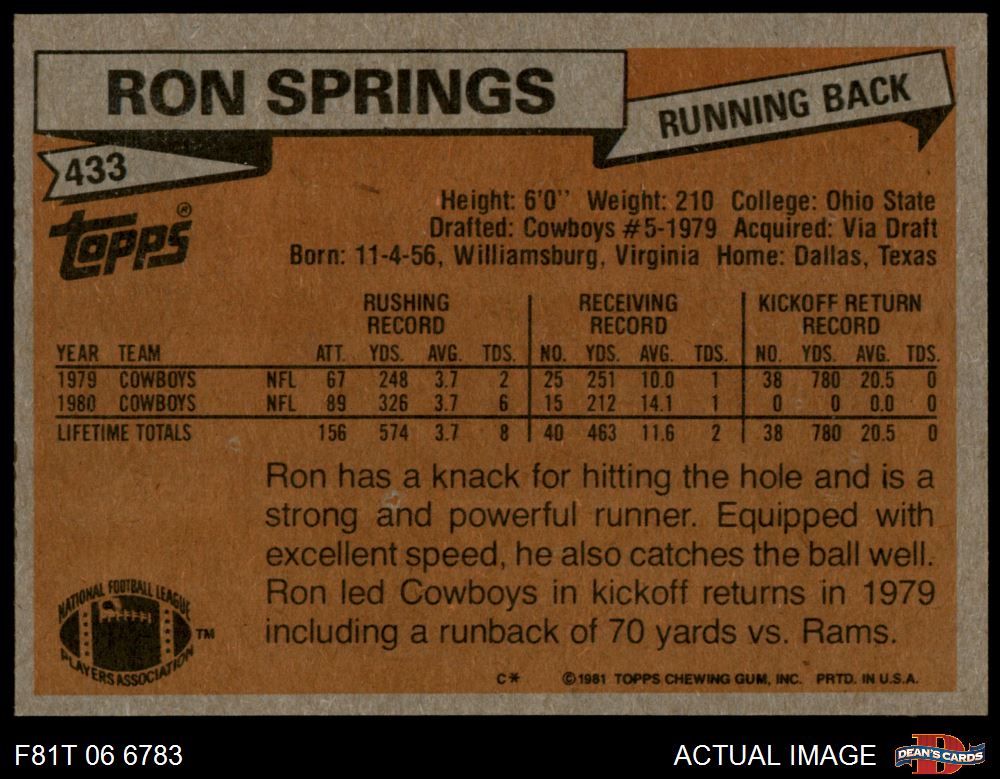 RON SPRINGS
RUNNING BACK
433
topps®
Height: 6'0'' Weight: 210 College: Ohio State
Drafted: Cowboys #5-1979 Acquired: Via Draft
Born: 11-4-56, Williamsburg, Virginia Home: Dallas, Texas
RUSHING RECORD RECEIVING RECORD KICKOFF RETURN RECORD
YEAR TEAM ATT. YDS. AVG. TDS. NO. YDS. AVG. TDS. NO. YDS. AVG. TDS.
1979 COWBOYS NFL 67 248 3.7 2 25 251 10.0 1 38 780 20.5 0
1980 COWBOYS NFL 89 326 3.7 6 15 212 14.1 1 0 0 0.0 0
LIFETIME TOTALS 156 574 3.7 8 40 463 11.6 2 38 780 20.5 0
Ron has a knack for hitting the hole and is a
strong and powerful runner. Equipped with
excellent speed, he also catches the ball well.
Ron led Cowboys in kickoff returns in 1979
including a runback of 70 yards vs. Rams.
NATIONAL FOOTBALL LEAGUE
PLAYERS ASSOCIATION
TM
C* ©1981 TOPPS CHEWING GUM, INC. PRTD. IN U.S.A.
F81T 06 6783
ACTUAL IMAGE
D
DEAN'S CARDS